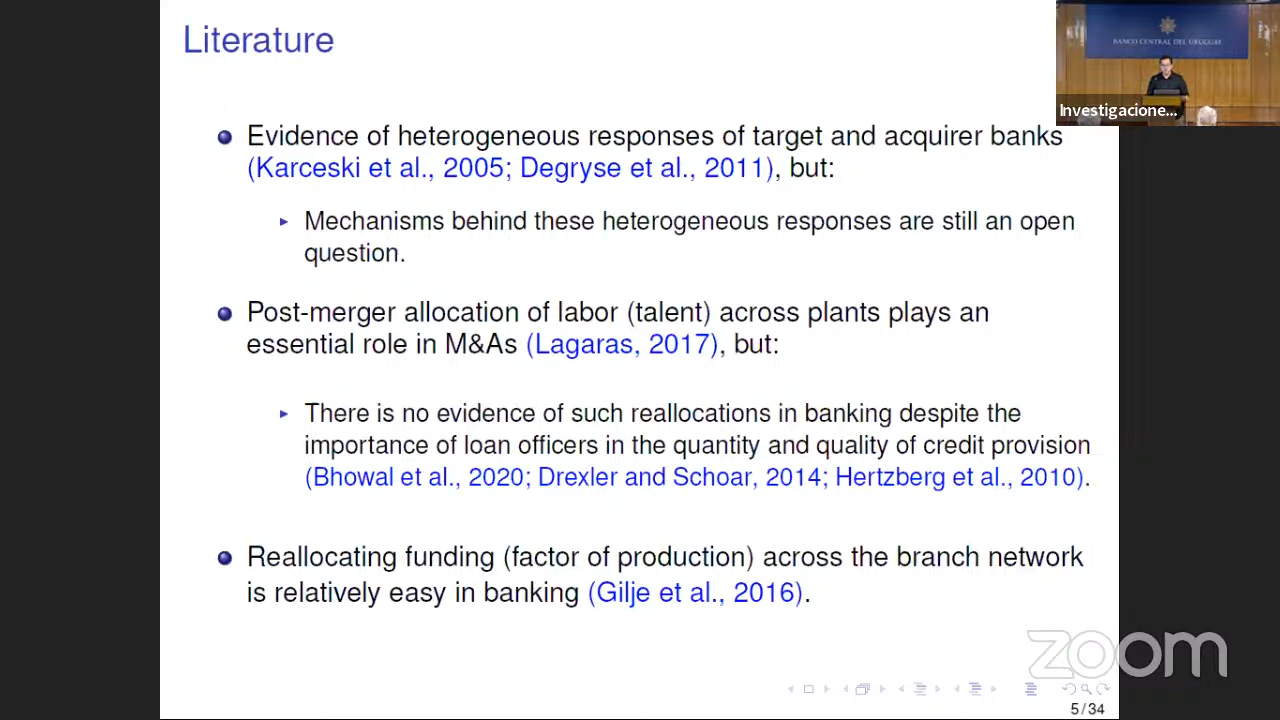 Literature
BANCO CENTRAL DEL URUGUAY
Investigacione...
Evidence of heterogeneous responses of target and acquirer banks
(Karceski et al., 2005; Degryse et al., 2011), but:
Mechanisms behind these heterogeneous responses are still an open
question.
Post-merger allocation of labor (talent) across plants plays an
essential role in M&As (Lagaras, 2017), but:
There is no evidence of such reallocations in banking despite the
importance of loan officers in the quantity and quality of credit provision
(Bhowal et al., 2020; Drexler and Schoar, 2014; Hertzberg et al., 2010).
Reallocating funding (factor of production) across the branch network
is relatively easy in banking (Gilje et al., 2016).
zoom
5/34